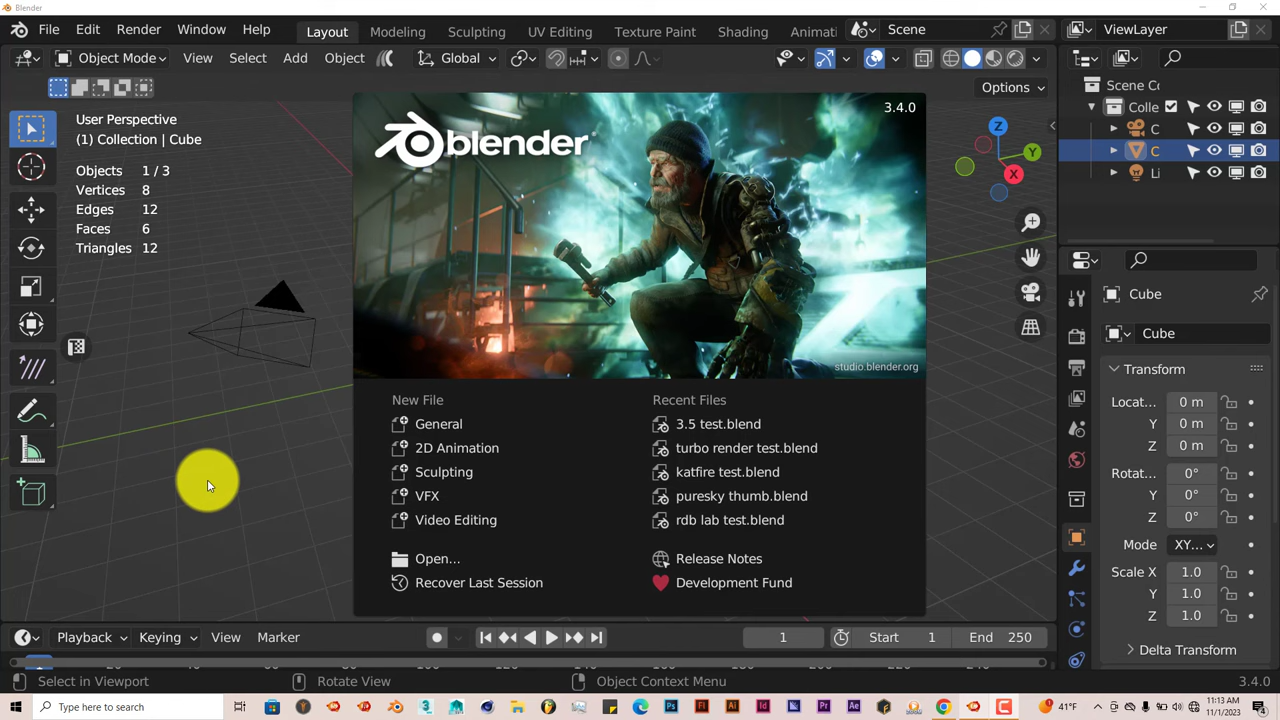 Blender
File Edit Render Window Help Layout Modeling Sculpting UV Editing Texture Paint Shading Animati Scene ViewLayer
Object Mode View Select Add Object Global
Options
User Perspective
(1) Collection | Cube
Objects 1 / 3
Vertices 8
Edges 12
Faces 6
Triangles 12
blender
3.4.0
studio.blender.org
Z
Y
X
New File
General
2D Animation
Sculpting
VFX
Video Editing
Open...
Recover Last Session
Recent Files
3.5 test.blend
turbo render test.blend
katfire test.blend
puresky thumb.blend
rdb lab test.blend
Release Notes
Development Fund
Scene Cc
Colle
C
C
Li
Cube
Cube
Transform
Locat... 0 m
Y 0 m
Z 0 m
Rotat... 0°
Y 0°
Z 0°
Mode XY...
Scale X 1.0
Y 1.0
Z 1.0
Delta Transform
Playback Keying View Marker 1 Start 1 End 250
Select in Viewport Rotate View Object Context Menu 3.4.0
Type here to search 41°F 11:13 AM
11/1/2023